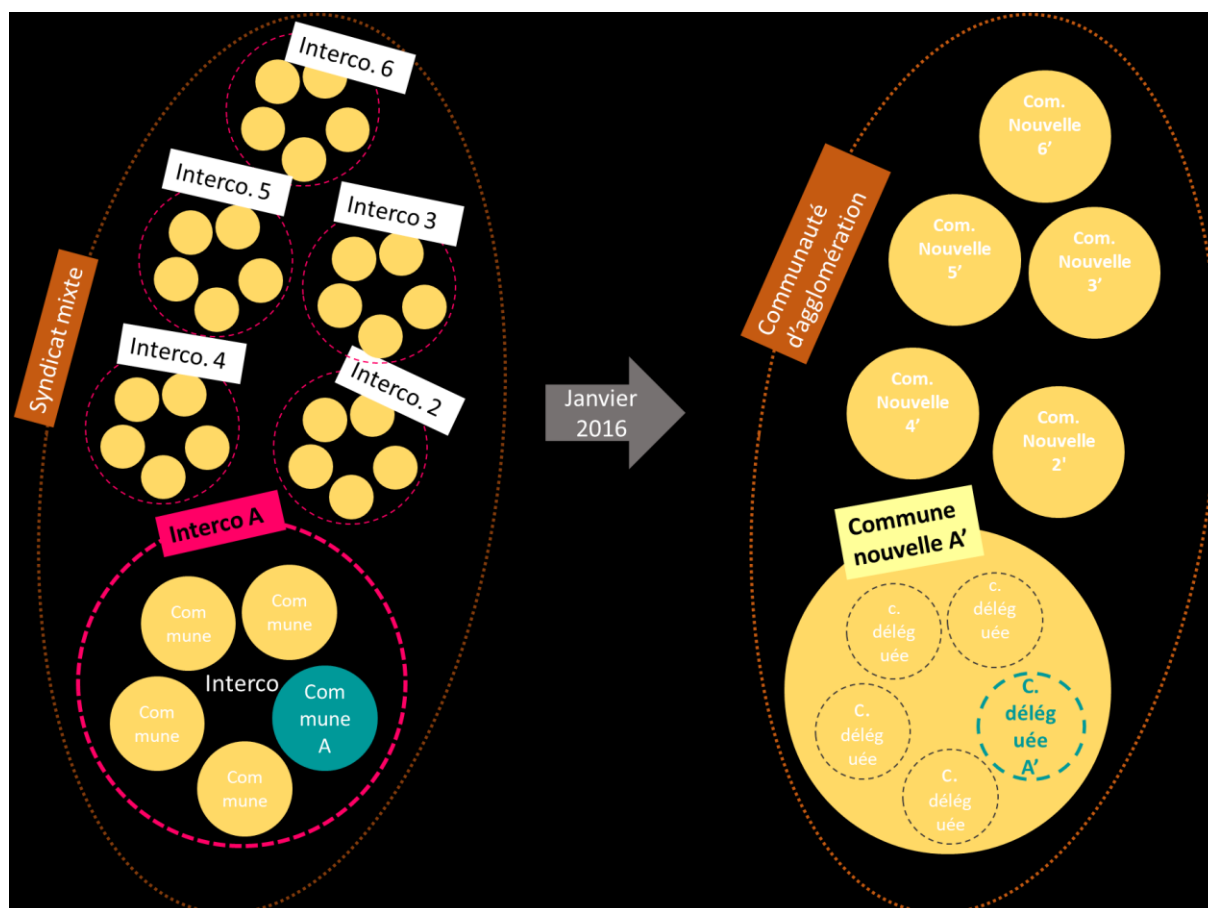 Syndicat mixte
Interco. 6
Interco. 5
Interco 3
Interco. 4
Interco. 2
Interco A
Com
mune
Com
mune
Interco
Com
mune
Com
mune
A
Com
mune
Janvier
2016
Communauté
d'agglomération
Com.
Nouvelle
6'
Com.
Nouvelle
5'
Com.
Nouvelle
3'
Com.
Nouvelle
4'
Com.
Nouvelle
2'
Commune
nouvelle A'
c.
délég
uée
c.
délég
uée
C.
délég
uée
C.
délég
uée
A'
C.
délég
uée